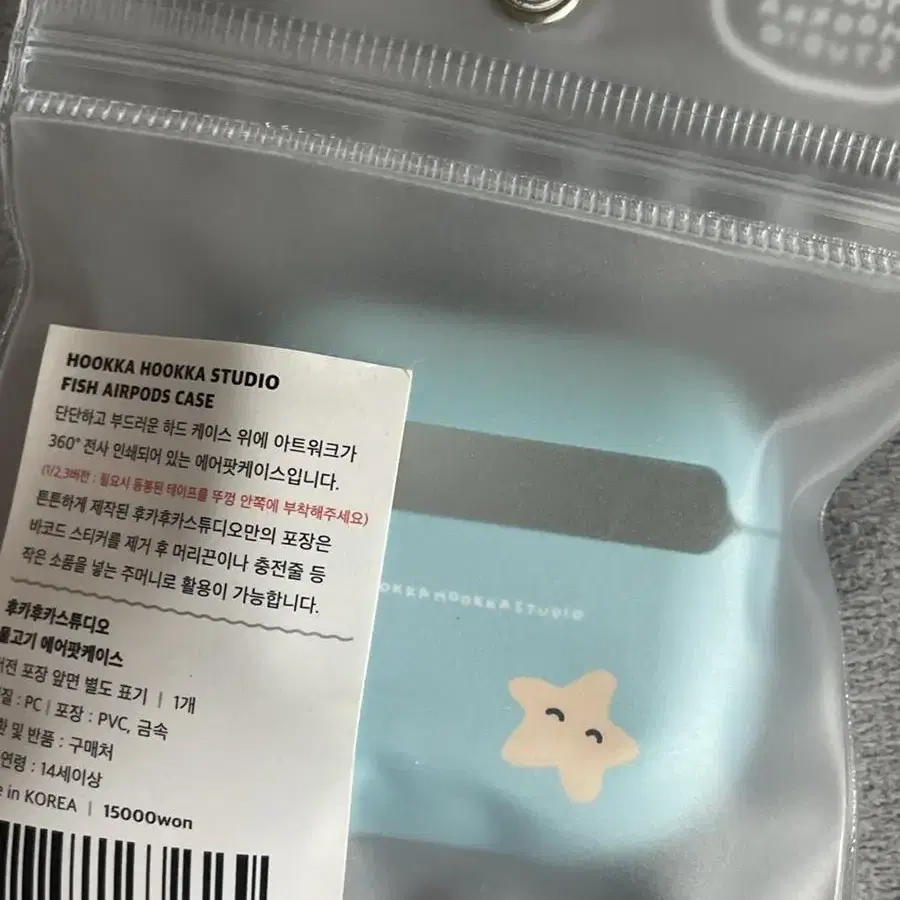 HOOKKA HOOKKA STUDIO
FISH AIRPODS CASE
단단하고 부드러운 하드 케이스 위에 아트워크가
360° 전사 인쇄되어 있는 에어팟케이스입니다.
(1/2,3버전 : 필요시 동봉된 테이프를 뚜껑 안쪽에 부착해주세요)
튼튼하게 제작된 후카후카스튜디오만의 포장은
바코드 스티커를 제거 후 머리끈이나 충전줄 등
작은 소품을 넣는 주머니로 활용이 가능합니다.
후카후카스튜디오
물고기 에어팟케이스
버전 포장 앞면 별도 표기 | 1개
질 : PC | 포장 : PVC, 금속
환 및 반품 : 구매처
연령 : 14세이상
in KOREA | 15000won
OKKAHOOKKASTUDIO